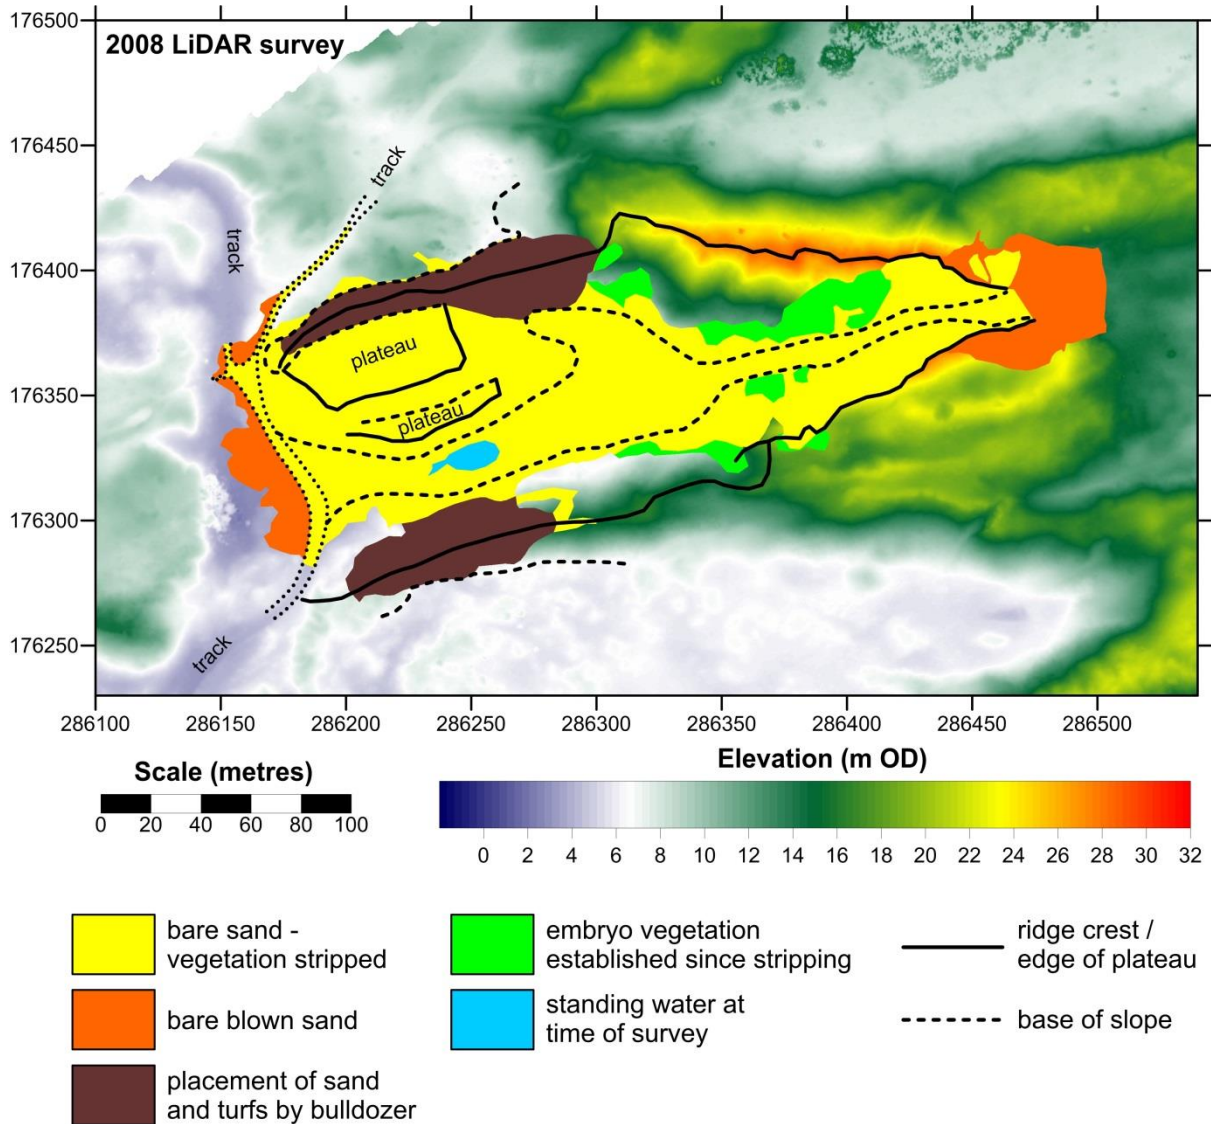 2008 LiDAR survey
176500
176450
176400
176350
176300
176250
track
track
plateau
plateau
track
286100 286150 286200 286250 286300 286350 286400 286450 286500
Scale (metres)
0 20 40 60 80 100
Elevation (m OD)
0 2 4 6 8 10 12 14 16 18 20 22 24 26 28 30 32
bare sand -
vegetation stripped
bare blown sand
placement of sand
and turfs by bulldozer
embryo vegetation
established since stripping
standing water at
time of survey
ridge crest /
edge of plateau
base of slope